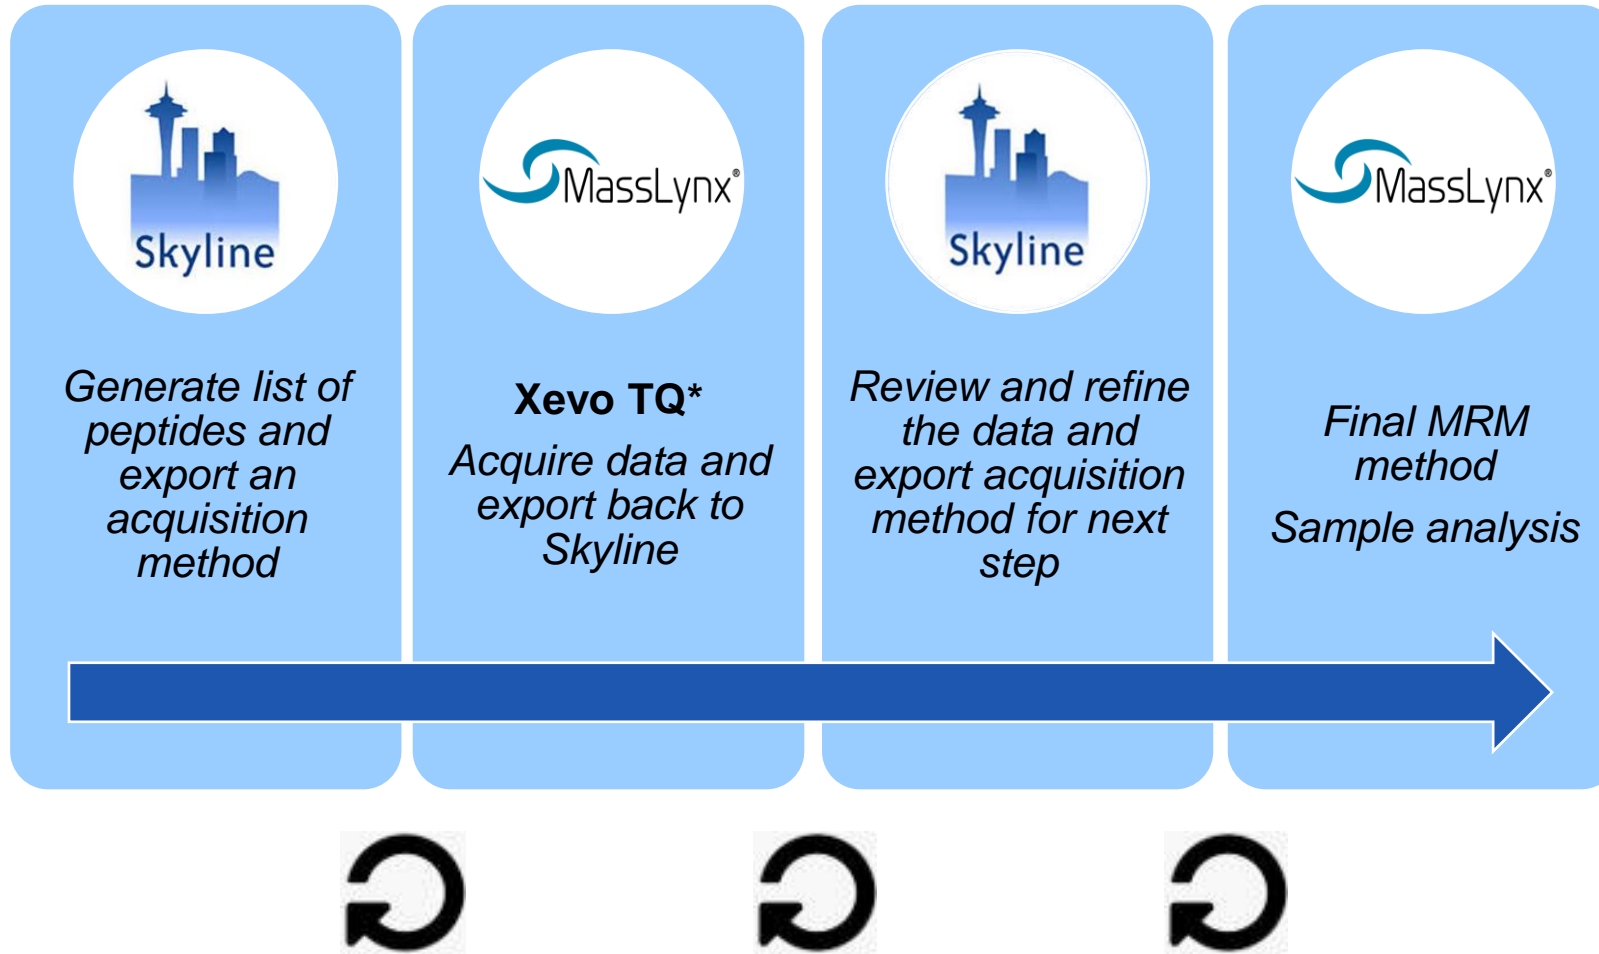 Skyline
Generate list of
peptides and
export an
acquisition
method
MassLynx®
Xevo TQ*
Acquire data and
export back to
Skyline
Skyline
Review and refine
the data and
export acquisition
method for next
step
MassLynx®
Final MRM
method
Sample analysis